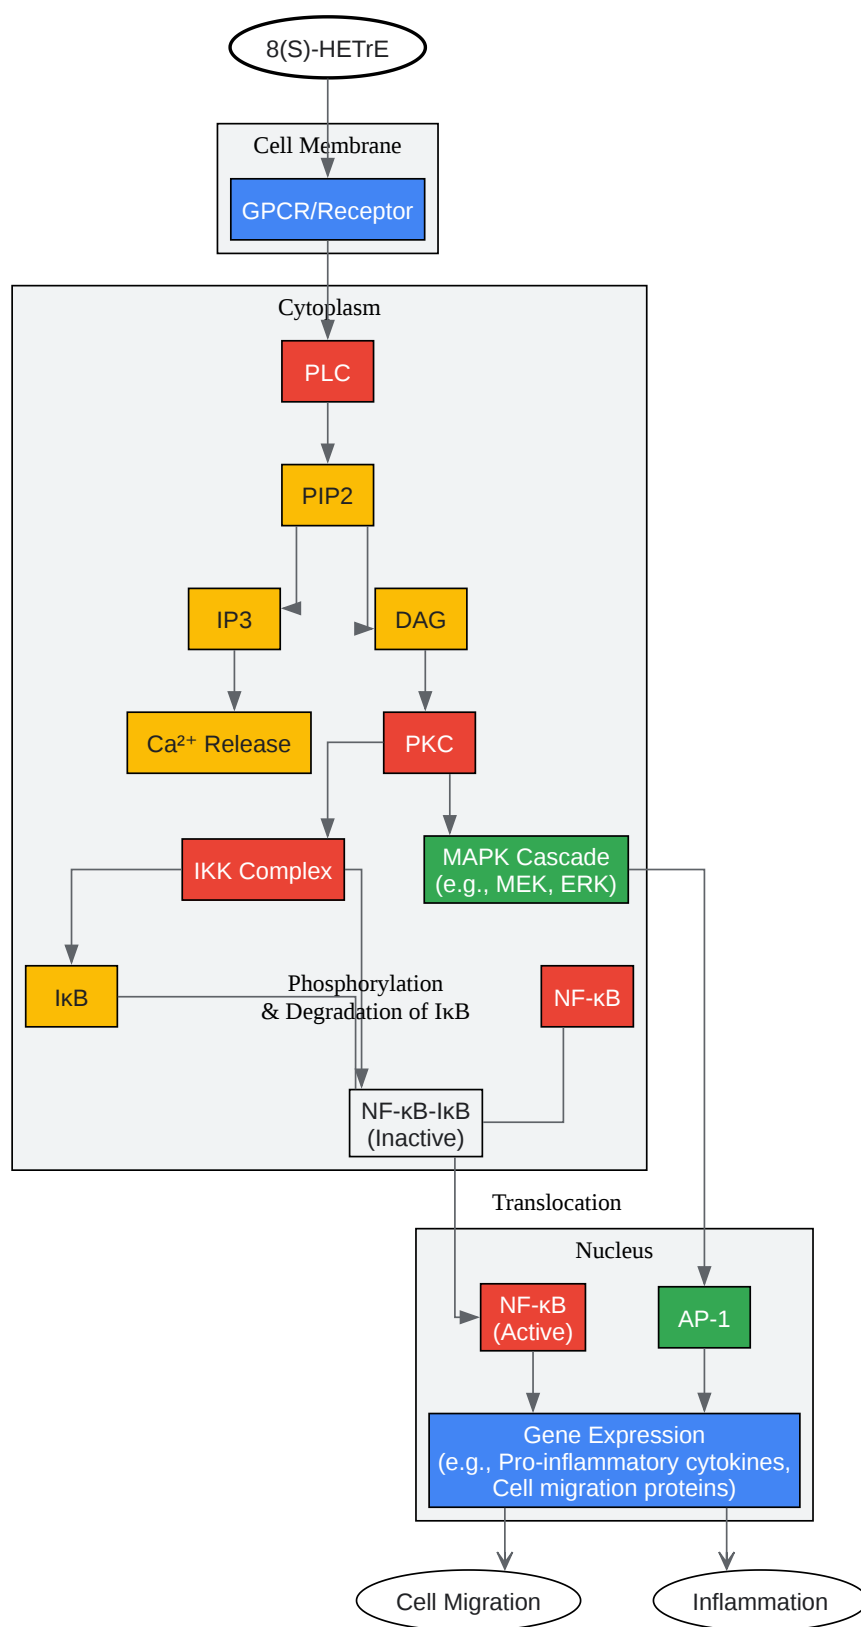 8(S)-HETrE
Cell Membrane
GPCR/Receptor
Cytoplasm
PLC
PIP2
IP3
DAG
Ca²⁺ Release
PKC
IKK Complex
MAPK Cascade
(e.g., MEK, ERK)
IκB
Phosphorylation
& Degradation of IκB
NF-κB
NF-κB-IκB
(Inactive)
Translocation
Nucleus
NF-κB
(Active)
AP-1
Gene Expression
(e.g., Pro-inflammatory cytokines,
Cell migration proteins)
Cell Migration
Inflammation